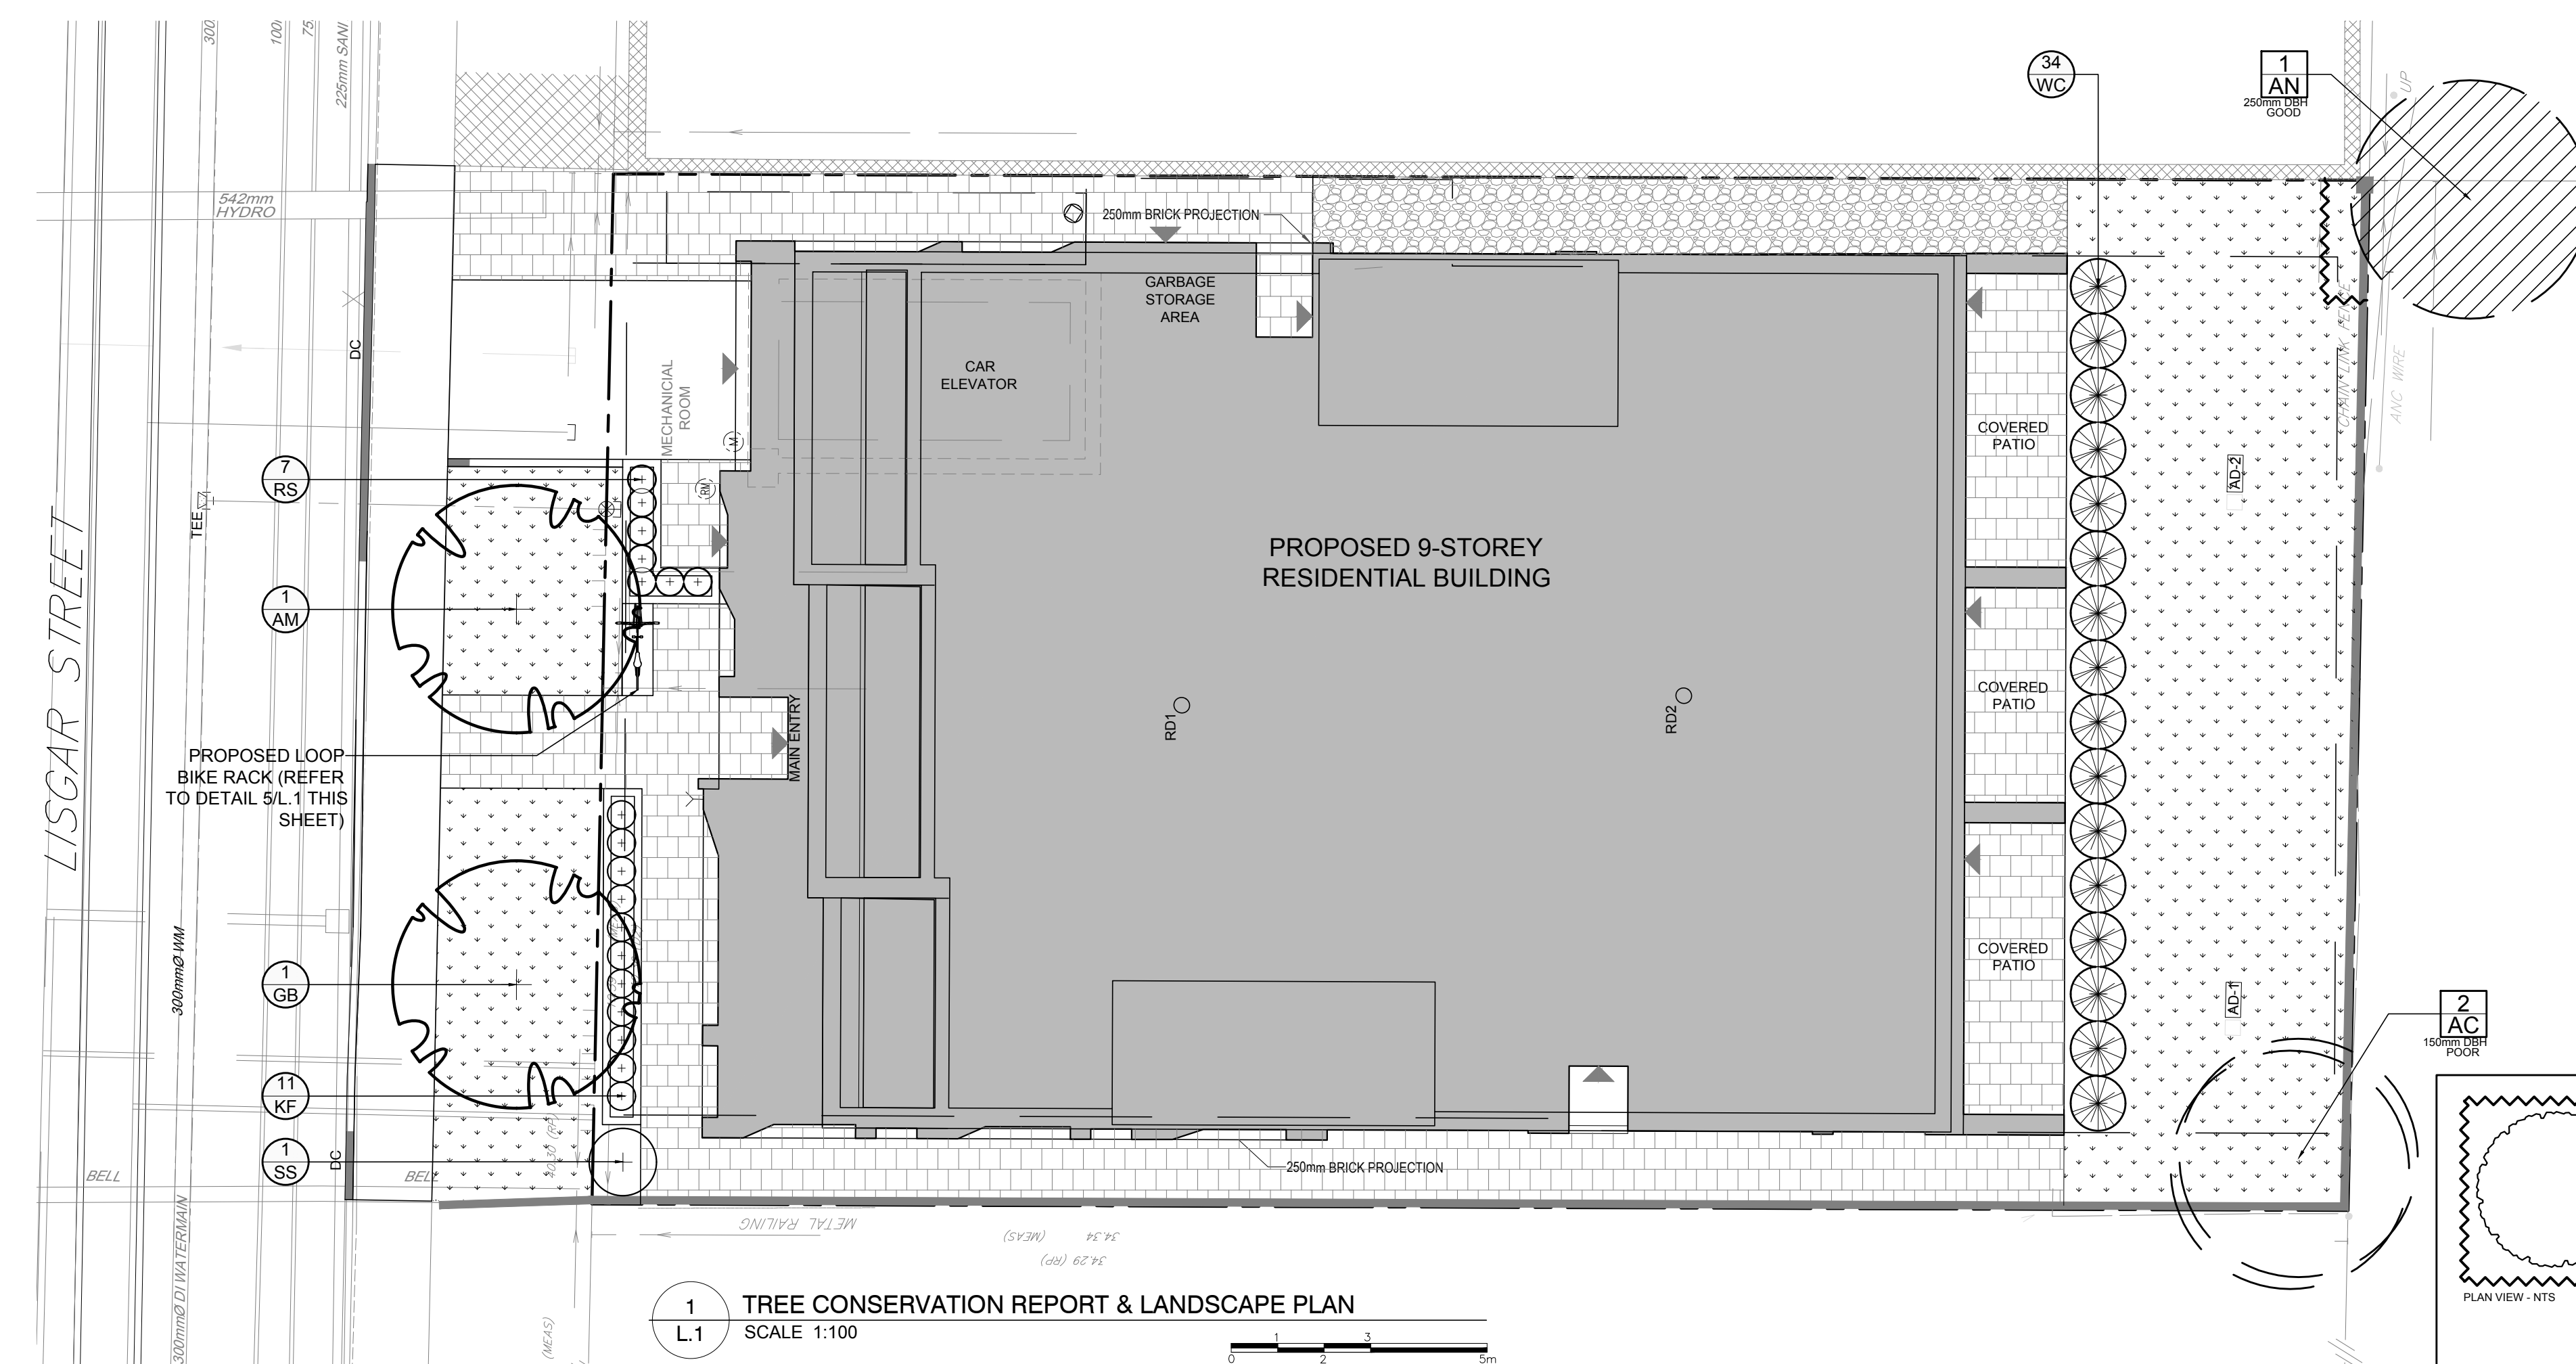 300
100
75
225mm SANI
34
WC
1
AN
250mm DBH
GOOD
UP
542mm
HYDRO
250mm BRICK PROJECTION
GARBAGE
STORAGE
AREA
CAR
ELEVATOR
MECHANICIAL
ROOM
M
RM
DC
CHAIN LINK FENCE
ANC WIRE
COVERED
PATIO
AD-2
7
RS
TEE
LISGAR STREET
1
AM
PROPOSED 9-STOREY
RESIDENTIAL BUILDING
MAIN ENTRY
RD1
RD2
COVERED
PATIO
PROPOSED LOOP
BIKE RACK (REFER
TO DETAIL 5/L.1 THIS
SHEET)
300mmØ WM
1
GB
COVERED
PATIO
AD-1
2
AC
150mm DBH
POOR
11
KF
1
SS
DC
BELL
BELL
40.30 (RP)
250mm BRICK PROJECTION
METAL RAILING
34.34 (MEAS)
34.29 (RP)
300mmØ DI WATERMAIN
(MEAS)
1
L.1
TREE CONSERVATION REPORT & LANDSCAPE PLAN
SCALE 1:100
1 3
0 2 5m
PLAN VIEW - NTS